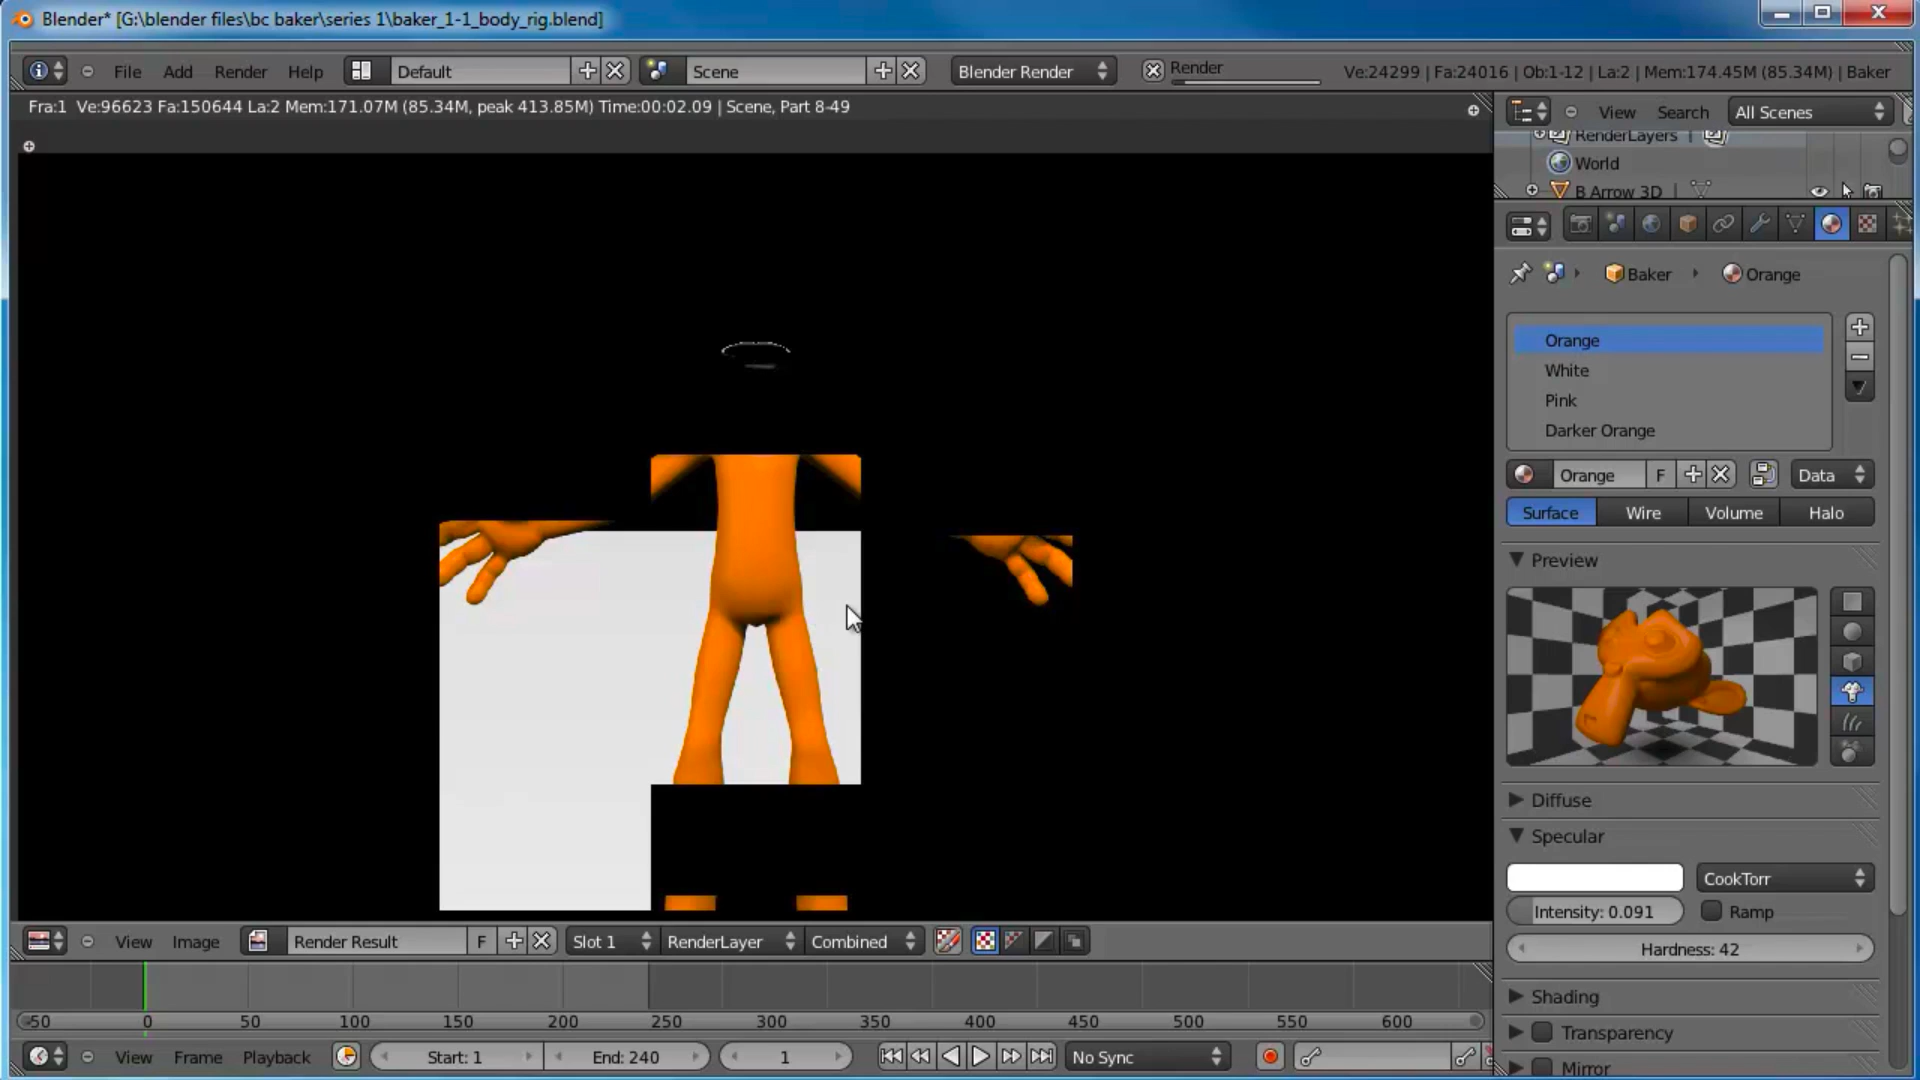 Blender* [G:\blender files\bc baker\series 1\baker_1-1_body_rig.blend]
File Add Render Help Default Scene Blender Render Render Ve:24299 | Fa:24016 | Ob:1-12 | La:2 | Mem:174.45M (85.34M) | Baker
Fra:1 Ve:96623 Fa:150644 La:2 Mem:171.07M (85.34M, peak 413.85M) Time:00:02.09 | Scene, Part 8-49
View Search All Scenes
RenderLayers |
World
B Arrow 3D |
Baker Orange
Orange
White
Pink
Darker Orange
Orange F Data
Surface Wire Volume Halo
Preview
Diffuse
Specular
CookTorr
Intensity: 0.091 Ramp
Hardness: 42
Shading
Transparency
Mirror
View Image Render Result F Slot 1 RenderLayer Combined
-50 0 50 100 150 200 250 300 350 400 450 500 550 600
View Frame Playback Start: 1 End: 240 1 No Sync